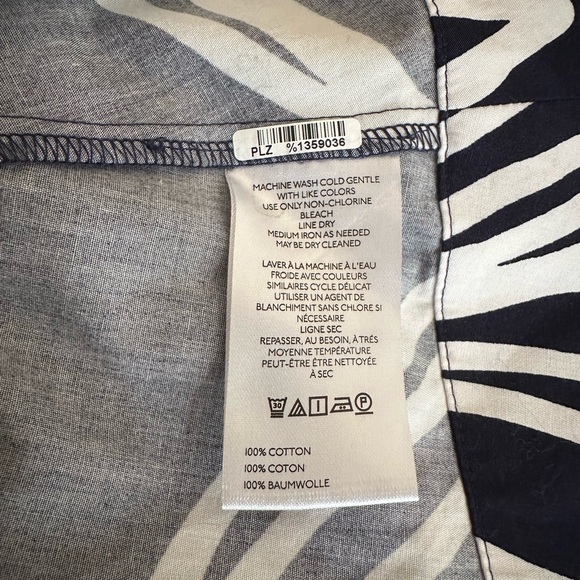 PLZ %1359036
MACHINE WASH COLD GENTLE
WITH LIKE COLORS
USE ONLY NON-CHLORINE
BLEACH
LINE DRY
MEDIUM IRON AS NEEDED
MAY BE DRY CLEANED
LAVER À LA MACHINE À L'EAU
FROIDE AVEC COULEURS
SIMILAIRES CYCLE DÉLICAT
UTILISER UN AGENT DE
BLANCHIMENT SANS CHLORE SI
NÉCESSAIRE
LIGNE SEC
REPASSER, AU BESOIN, À TRÉS
MOYENNE TEMPÉRATURE
PEUT-ÊTRE ÊTRE NETTOYÉE
À SEC
30 P
100% COTTON
100% COTON
100% BAUMWOLLE